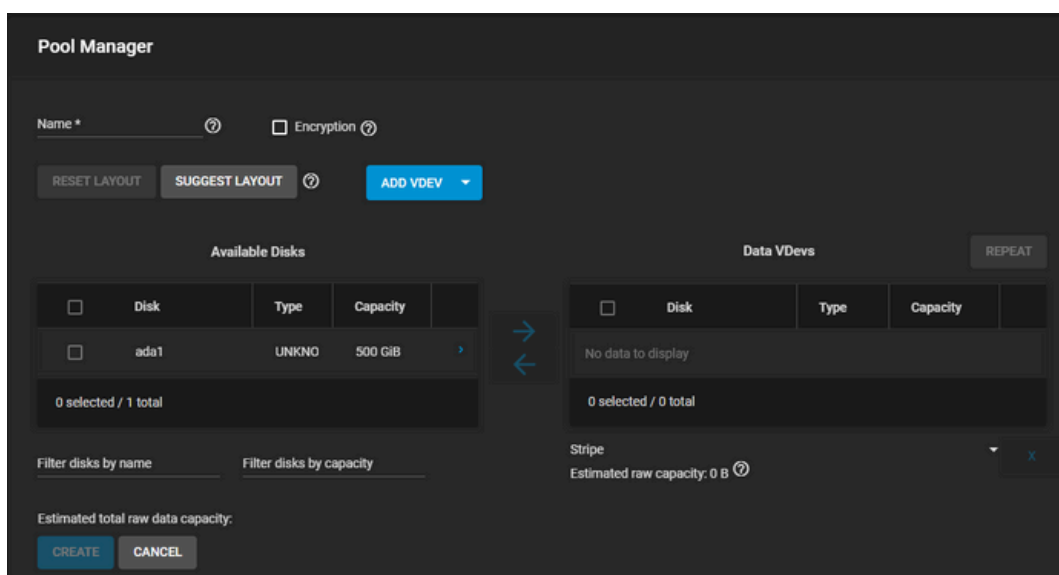 Pool Manager
Name *
Encryption
RESET LAYOUT SUGGEST LAYOUT ADD VDEV
Available Disks
Disk Type Capacity
ada1 UNKNO 500 GiB
0 selected / 1 total
Filter disks by name Filter disks by capacity
Data VDevs REPEAT
Disk Type Capacity
No data to display
0 selected / 0 total
Stripe X
Estimated raw capacity: 0 B
Estimated total raw data capacity:
CREATE CANCEL